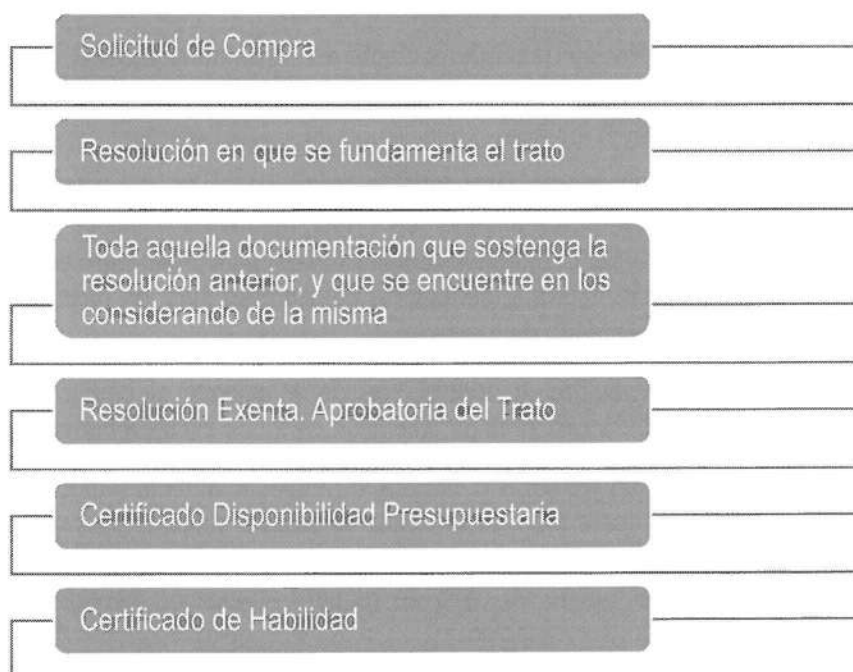 Solicitud de Compra
Resolución en que se fundamenta el trato
Toda aquella documentación que sostenga la
resolución anterior, y que se encuentre en los
considerando de la misma
Resolución Exenta. Aprobatoria del Trato
Certificado Disponibilidad Presupuestaria
Certificado de Habilidad